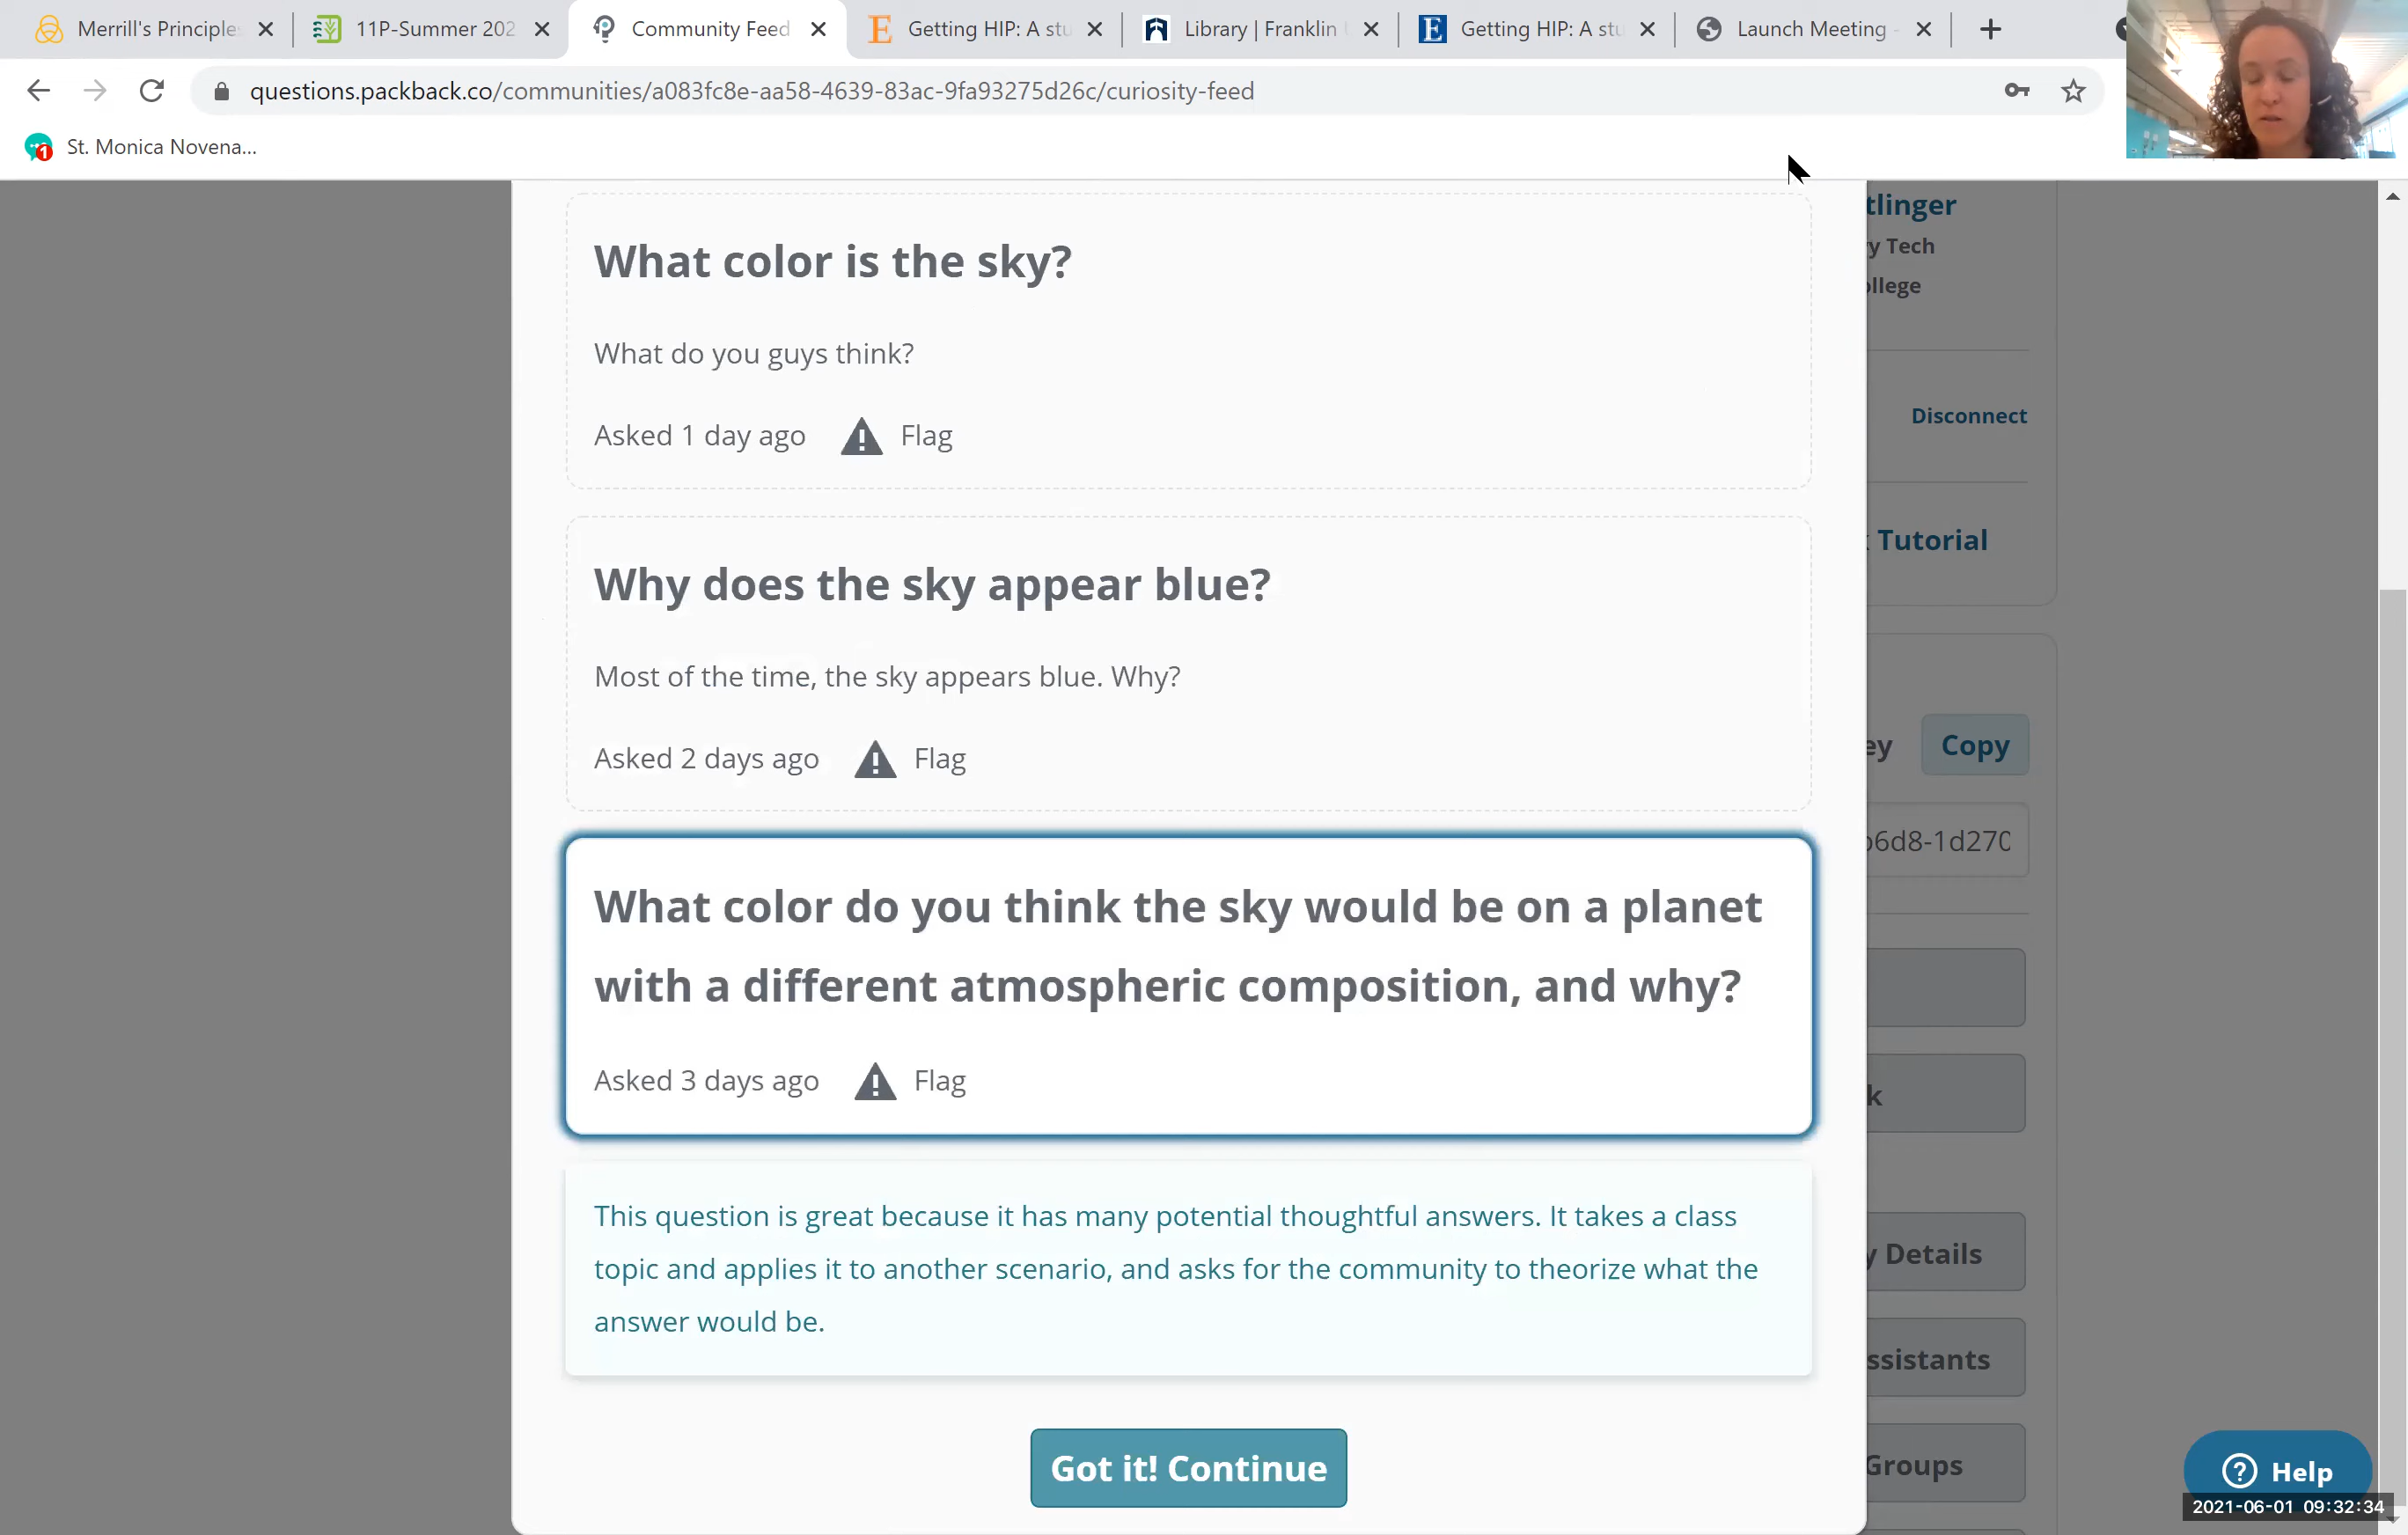 Merrill's Principles
11P-Summer 202
Community Feed
Getting HIP: A stu
Library | Franklin
Getting HIP: A stu
Launch Meeting -
questions.packback.co/communities/a083fc8e-aa58-4639-83ac-9fa93275d26c/curiosity-feed
1
St. Monica Novena...
What color is the sky?
What do you guys think?
Asked 1 day ago Flag
Why does the sky appear blue?
Most of the time, the sky appears blue. Why?
Asked 2 days ago Flag
What color do you think the sky would be on a planet
with a different atmospheric composition, and why?
Asked 3 days ago Flag
This question is great because it has many potential thoughtful answers. It takes a class
topic and applies it to another scenario, and asks for the community to theorize what the
answer would be.
Got it! Continue
tlinger
y Tech
ollege
Disconnect
Tutorial
ey Copy
b6d8-1d270
k
y Details
ssistants
Groups
Help
2021-06-01 09:32:34